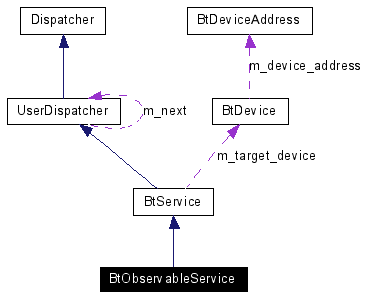 Dispatcher
BtDeviceAddress
m_device_address
UserDispatcher
m_next
BtDevice
m_target_device
BtService
BtObservableService